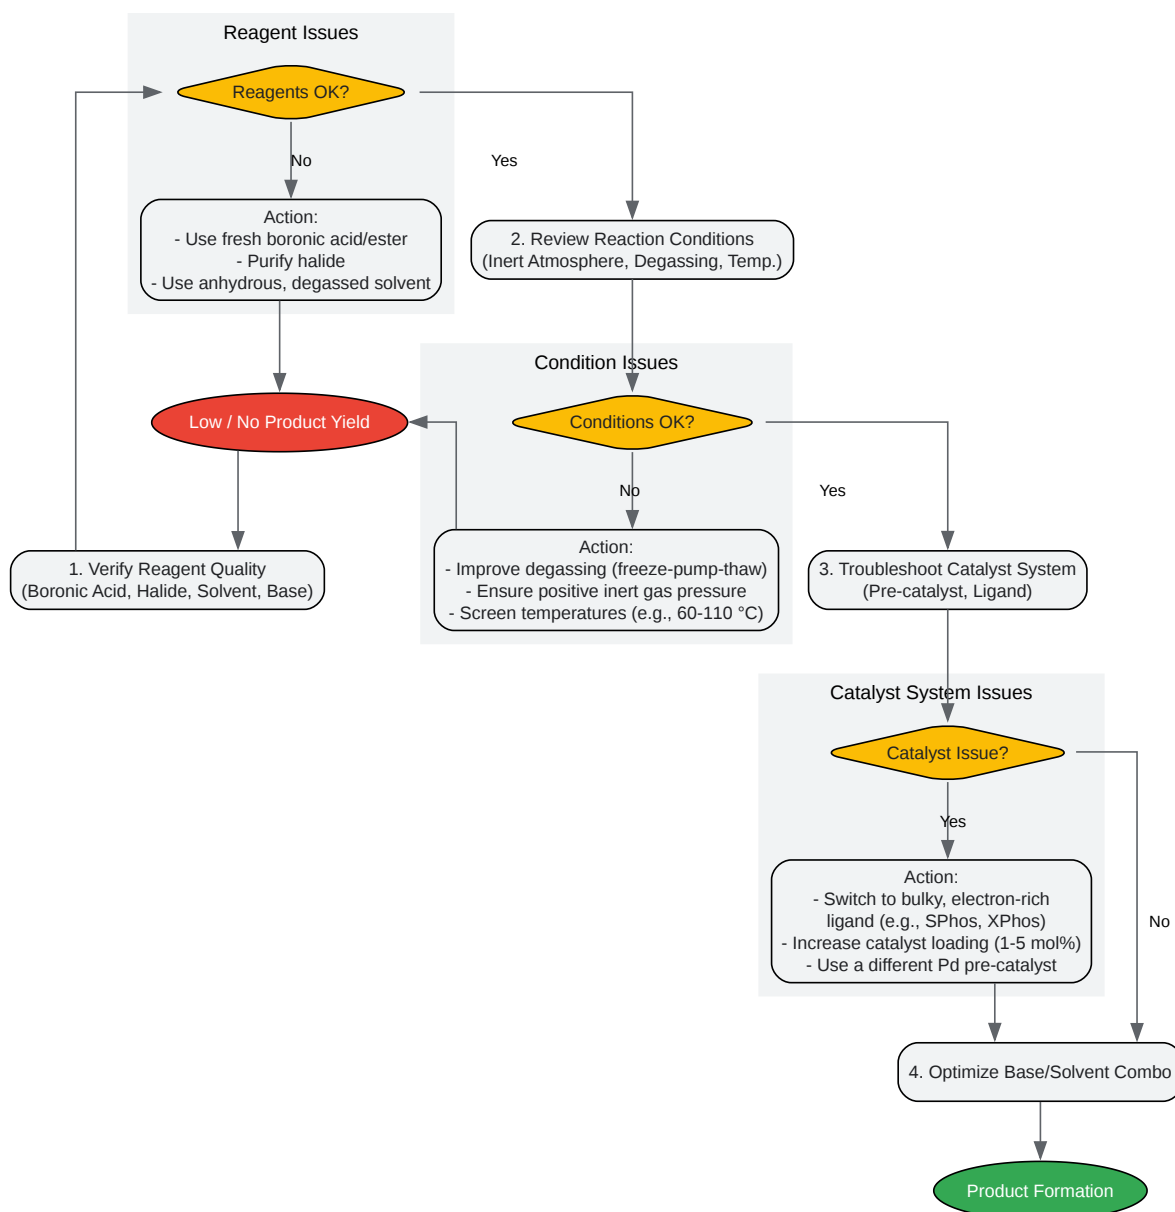 Reagent Issues
Reagents OK?
No
Yes
Action:
- Use fresh boronic acid/ester
- Purify halide
- Use anhydrous, degassed solvent
2. Review Reaction Conditions
(Inert Atmosphere, Degassing, Temp.)
Condition Issues
Low / No Product Yield
Conditions OK?
No
Yes
1. Verify Reagent Quality
(Boronic Acid, Halide, Solvent, Base)
Action:
- Improve degassing (freeze-pump-thaw)
- Ensure positive inert gas pressure
- Screen temperatures (e.g., 60-110 °C)
3. Troubleshoot Catalyst System
(Pre-catalyst, Ligand)
Catalyst System Issues
Catalyst Issue?
Yes
Action:
- Switch to bulky, electron-rich
ligand (e.g., SPhos, XPhos)
- Increase catalyst loading (1-5 mol%)
- Use a different Pd pre-catalyst
No
4. Optimize Base/Solvent Combo
Product Formation